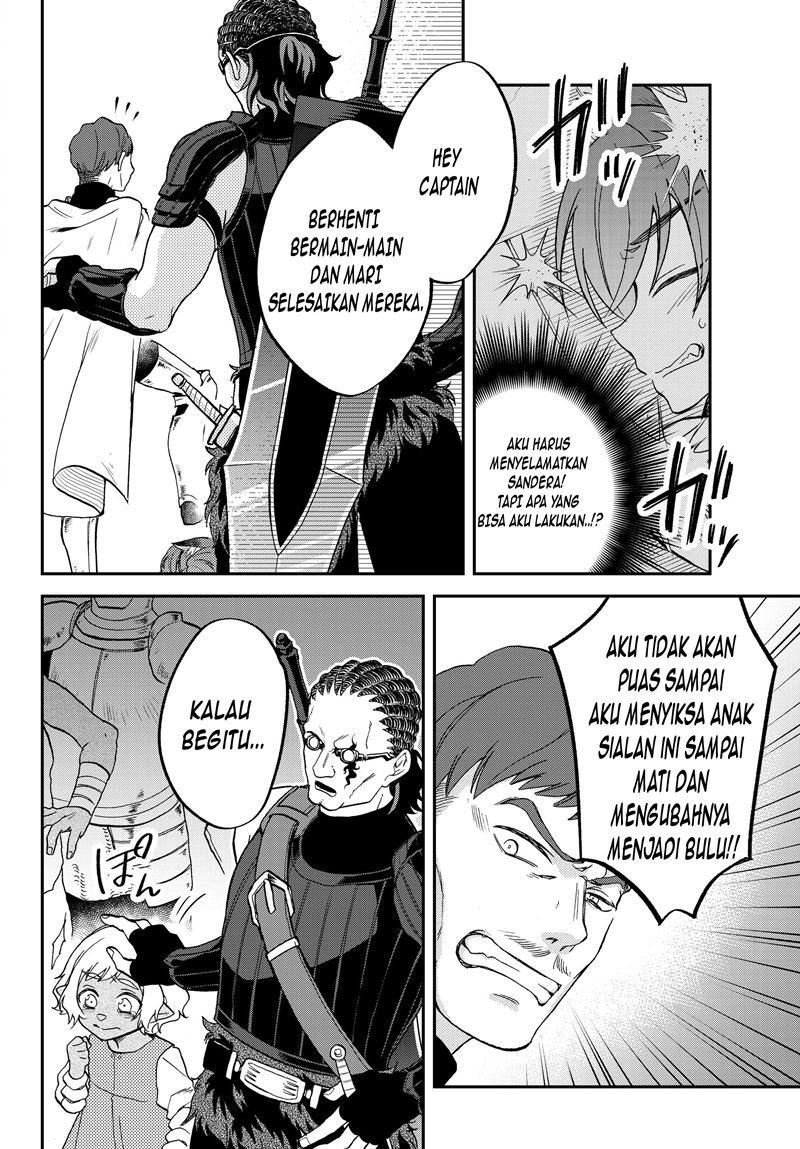 ガッ
ガッ
AKU HARUS
MENYELAMATKAN
SANDERA!
TAPI APA YANG
BISA AKU LAKUKAN..!?
HEY
CAPTAIN
BERHENTI
BERMAIN-MAIN
DAN MARI
SELESAIKAN MEREKA.
AKU TIDAK AKAN
PUAS SAMPAI
AKU MENYIKSA ANAK
SIALAN INI SAMPAI
MATI DAN
MENGUBAHNYA
MENJADI BULU!!
KALAU
BEGITU...
ぽん